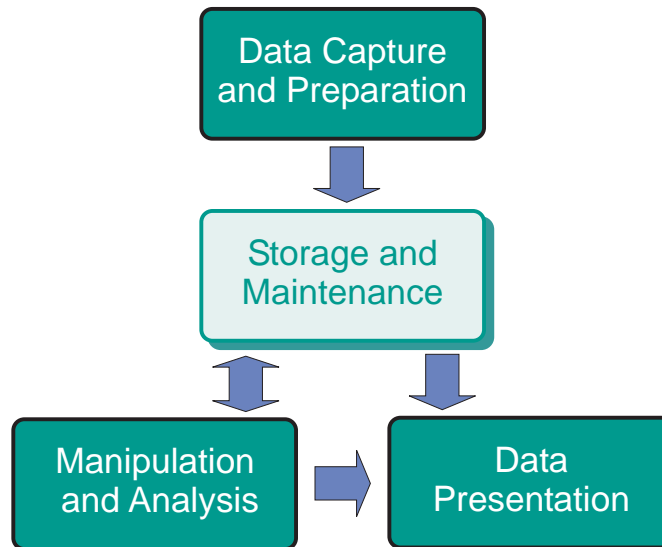 Data Capture
and Preparation
Storage and
Maintenance
Manipulation
and Analysis
Data
Presentation